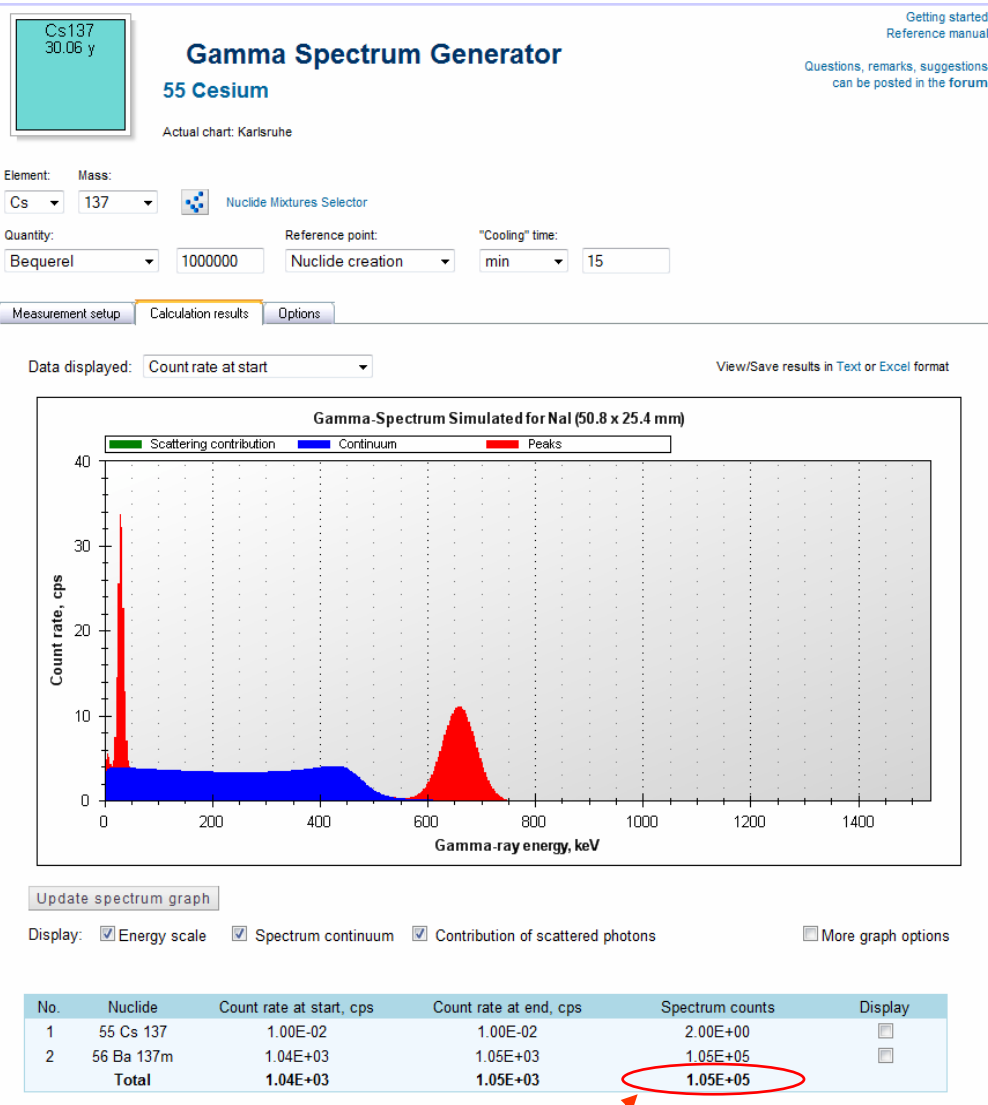 Cs137
30.06 y
Getting started
Reference manual
Gamma Spectrum Generator
Questions, remarks, suggestions
can be posted in the forum
55 Cesium
Actual chart: Karlsruhe
Element: Mass:
Cs 137 Nuclide Mixtures Selector
Quantity: Reference point: "Cooling" time:
Bequerel 1000000 Nuclide creation min 15
Measurement setup Calculation results Options
Data displayed: Count rate at start View/Save results in Text or Excel format
Gamma-Spectrum Simulated for NaI (50.8 x 25.4 mm)
Scattering contribution Continuum Peaks
40
30
20
10
0
Count rate, cps
0 200 400 600 800 1000 1200 1400
Gamma-ray energy, keV
Update spectrum graph
Display: Energy scale Spectrum continuum Contribution of scattered photons More graph options
No. Nuclide Count rate at start, cps Count rate at end, cps Spectrum counts Display
1 55 Cs 137 1.00E-02 1.00E-02 2.00E+00
2 56 Ba 137m 1.04E+03 1.05E+03 1.05E+05
Total 1.04E+03 1.05E+03 1.05E+05